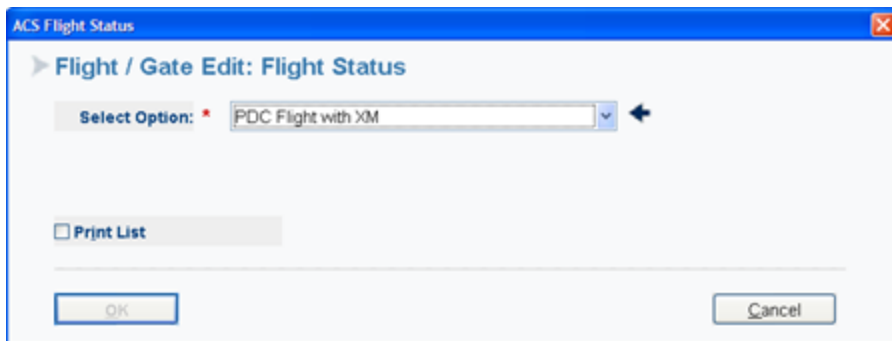 ACS Flight Status
Flight / Gate Edit: Flight Status
Select Option: * PDC Flight with XM
Print List
OK Cancel